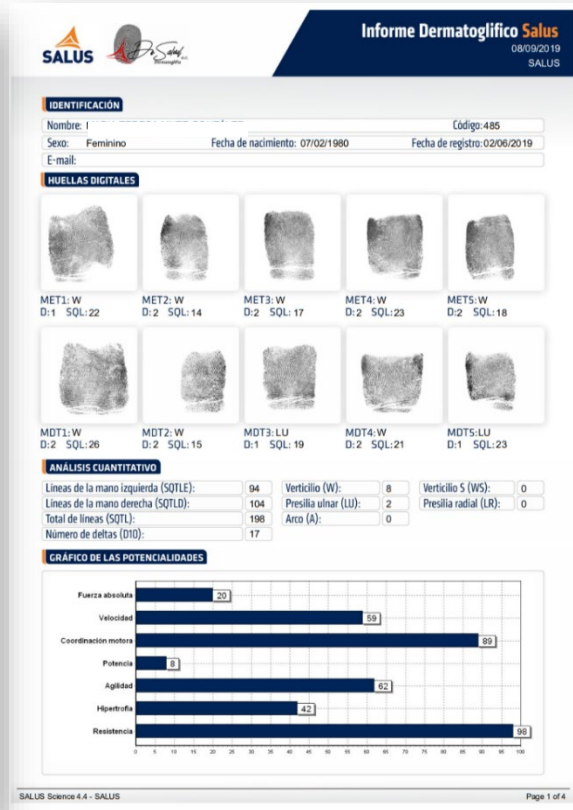 Informe Dermatoglifico Salus
08/09/2019
SALUS
SALUS
Dermatoglifia
IDENTIFICACIÓN
Nombre: Código: 485
Sexo: Feminino Fecha de nacimiento: 07/02/1980 Fecha de registro: 02/06/2019
E-mail:
HUELLAS DIGITALES
MET1: W MET2: W MET3: W MET4: W MET5: W
D:1 SQL: 22 D:2 SQL: 14 D:2 SQL: 17 D:2 SQL: 23 D:2 SQL: 18
MDT1: W MDT2: W MDT3: LU MDT4: W MDT5: LU
D:2 SQL: 26 D:2 SQL: 15 D:1 SQL: 19 D:2 SQL: 21 D:1 SQL: 23
ANÁLISIS CUANTITATIVO
Líneas de la mano izquierda (SQTLE): 94 Verticilio (W): 8 Verticilio S (WS): 0
Líneas de la mano derecha (SQTLD): 104 Presilia ulnar (LU): 2 Presilia radial (LR): 0
Total de líneas (SQTL): 198 Arco (A): 0
Número de deltas (D10): 17
GRÁFICO DE LAS POTENCIALIDADES
Fuerza absoluta 20
Velocidad 59
Coordinación motora 89
Potencia 8
Agilidad 62
Hipertrofia 42
Resistencia 98
0 5 10 15 20 25 30 35 40 45 50 55 60 65 70 75 80 85 90 95 100
SALUS Science 4.4 - SALUS Page 1 of 4